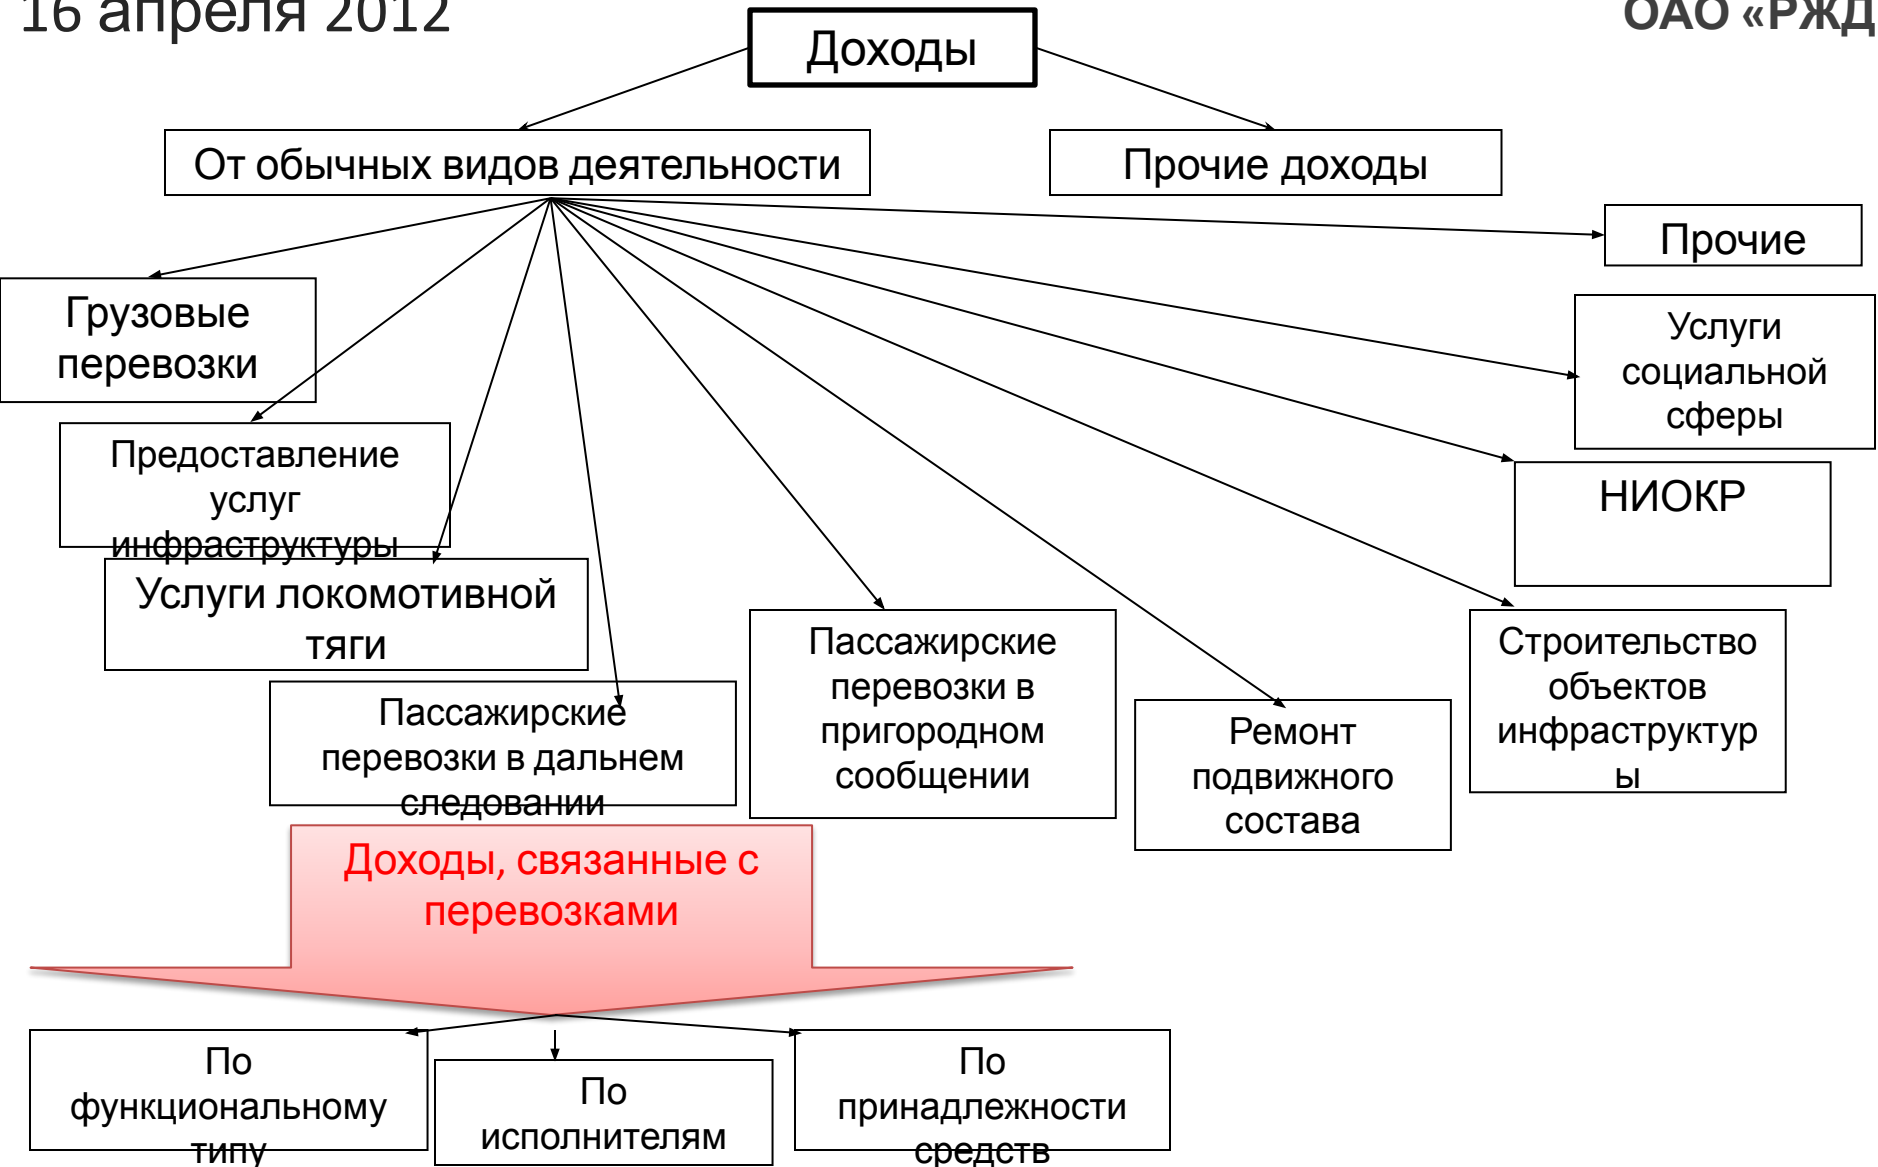 16 апреля 2012
ОАО «РЖД
Доходы
От обычных видов деятельности
Прочие доходы
Прочие
Грузовые
перевозки
Услуги
социальной
сферы
Предоставление
услуг
инфраструктуры
НИОКР
Услуги локомотивной
тяги
Пассажирские
перевозки в дальнем
следовании
Пассажирские
перевозки в
пригородном
сообщении
Ремонт
подвижного
состава
Строительство
объектов
инфраструктур
ы
Доходы, связанные с
перевозками
По
функциональному
типу
По
исполнителям
По
принадлежности
средств